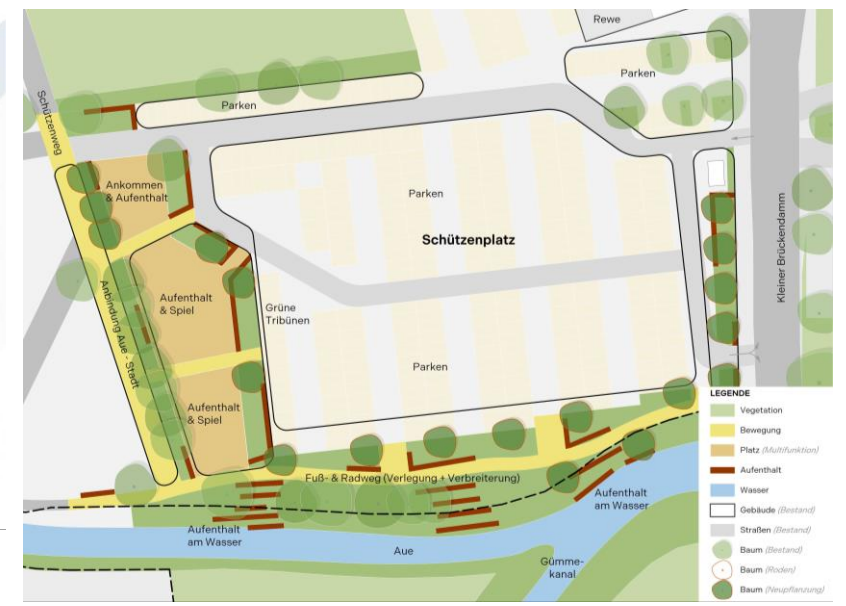 Rewe
Parken
Parken
Schützenweg
Ankommen
& Aufenthalt
Parken
Schützenplatz
Kleiner Brückendamm
Anbindung Aue - Stadt
Aufenthalt
& Spiel
Grüne
Tribünen
Parken
Aufenthalt
& Spiel
Fuß- & Radweg (Verlegung + Verbreiterung)
Aufenthalt
am Wasser
Aufenthalt
am Wasser
Aue
Gümme-
kanal
LEGENDE
Vegetation
Bewegung
Platz (Multifunktion)
Aufenthalt
Wasser
Gebäude (Bestand)
Straßen (Bestand)
Baum (Bestand)
Baum (Roden)
Baum (Neupflanzung)